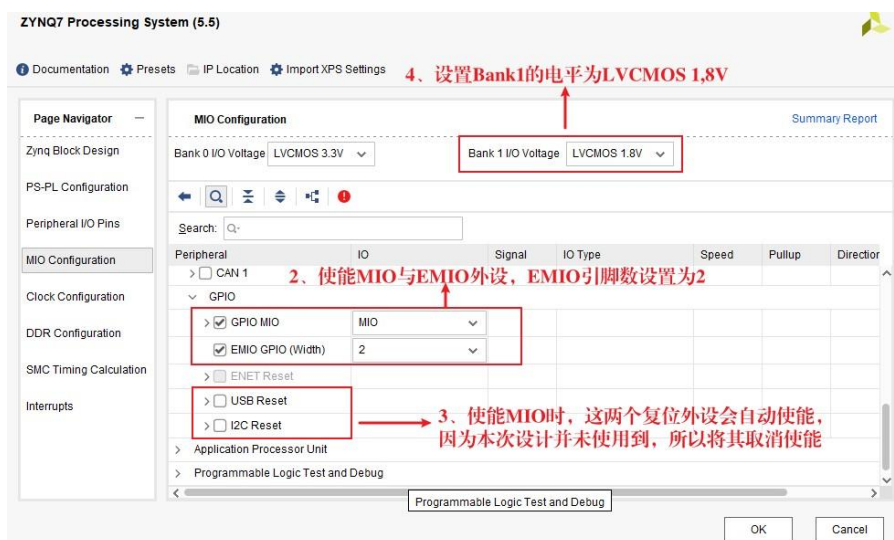 ZYNQ7 Processing System (5.5)
Documentation Presets IP Location Import XPS Settings
4、设置Bank1的电平为LVCMOS 1,8V
Page Navigator
MIO Configuration
Summary Report
Zynq Block Design
Bank 0 I/O Voltage LVCMOS 3.3V
Bank 1 I/O Voltage LVCMOS 1.8V
PS-PL Configuration
Peripheral I/O Pins
Search: Q-
MIO Configuration
Peripheral IO Signal IO Type Speed Pullup Direction
CAN 1
2、使能MIO与EMIO外设，EMIO引脚数设置为2
Clock Configuration
GPIO
GPIO MIO MIO
DDR Configuration
EMIO GPIO (Width) 2
SMC Timing Calculation
ENET Reset
Interrupts
USB Reset
I2C Reset
3、使能MIO时，这两个复位外设会自动使能，
因为本次设计并未使用到，所以将其取消使能
Application Processor Unit
Programmable Logic Test and Debug
Programmable Logic Test and Debug
OK Cancel